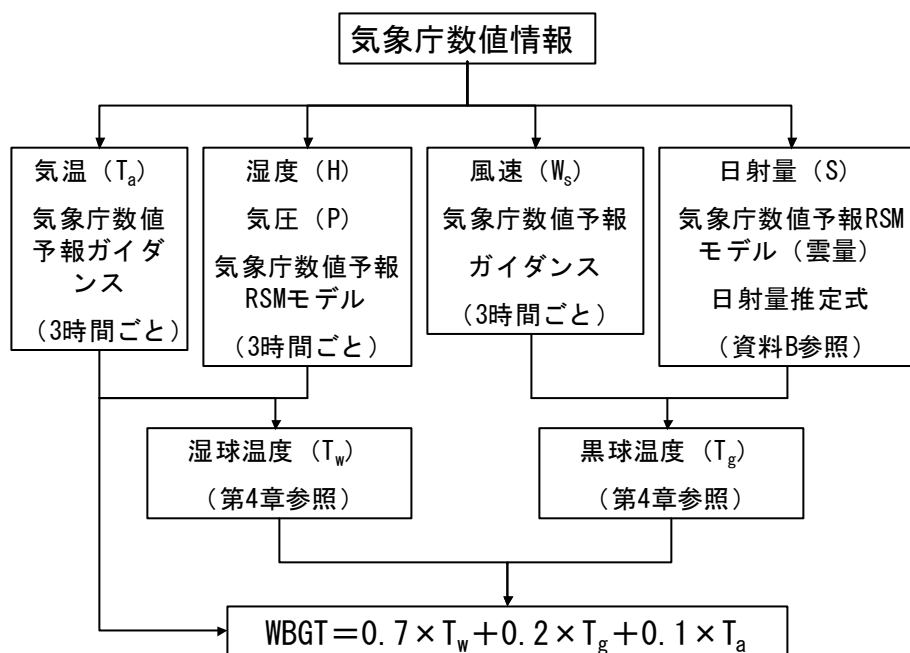 気象庁数値情報
気温（Ta）
気象庁数値
予報ガイダ
ンス
（3時間ごと）
湿度（H）
気圧（P）
気象庁数値予報
RSMモデル
（3時間ごと）
風速（Ws）
気象庁数値予報
ガイダンス
（3時間ごと）
日射量（S）
気象庁数値予報RSM
モデル（雲量）
日射量推定式
（資料B参照）
湿球温度（Tw）
（第4章参照）
黒球温度（Tg）
（第4章参照）
WBGT＝0.7×Tw＋0.2×Tg＋0.1×Ta